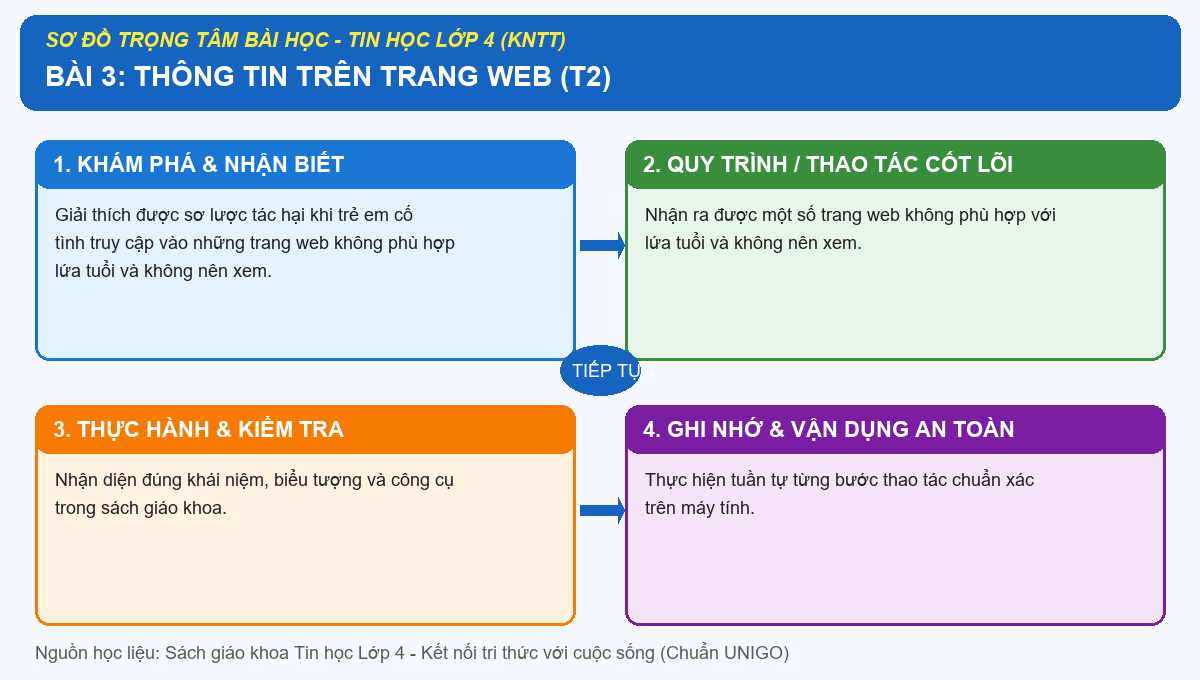 SƠ ĐỒ TRỌNG TÂM BÀI HỌC - TIN HỌC LỚP 4 (KNTT)
BÀI 3: THÔNG TIN TRÊN TRANG WEB (T2)
1. KHÁM PHÁ & NHẬN BIẾT
Giải thích được sơ lược tác hại khi trẻ em cố
tình truy cập vào những trang web không phù hợp
lứa tuổi và không nên xem.
2. QUY TRÌNH / THAO TÁC CỐT LÕI
Nhận ra được một số trang web không phù hợp với
lứa tuổi và không nên xem.
TIẾP TỤC
3. THỰC HÀNH & KIỂM TRA
Nhận diện đúng khái niệm, biểu tượng và công cụ
trong sách giáo khoa.
4. GHI NHỚ & VẬN DỤNG AN TOÀN
Thực hiện tuần tự từng bước thao tác chuẩn xác
trên máy tính.
Nguồn học liệu: Sách giáo khoa Tin học Lớp 4 - Kết nối tri thức với cuộc sống (Chuẩn UNIGO)